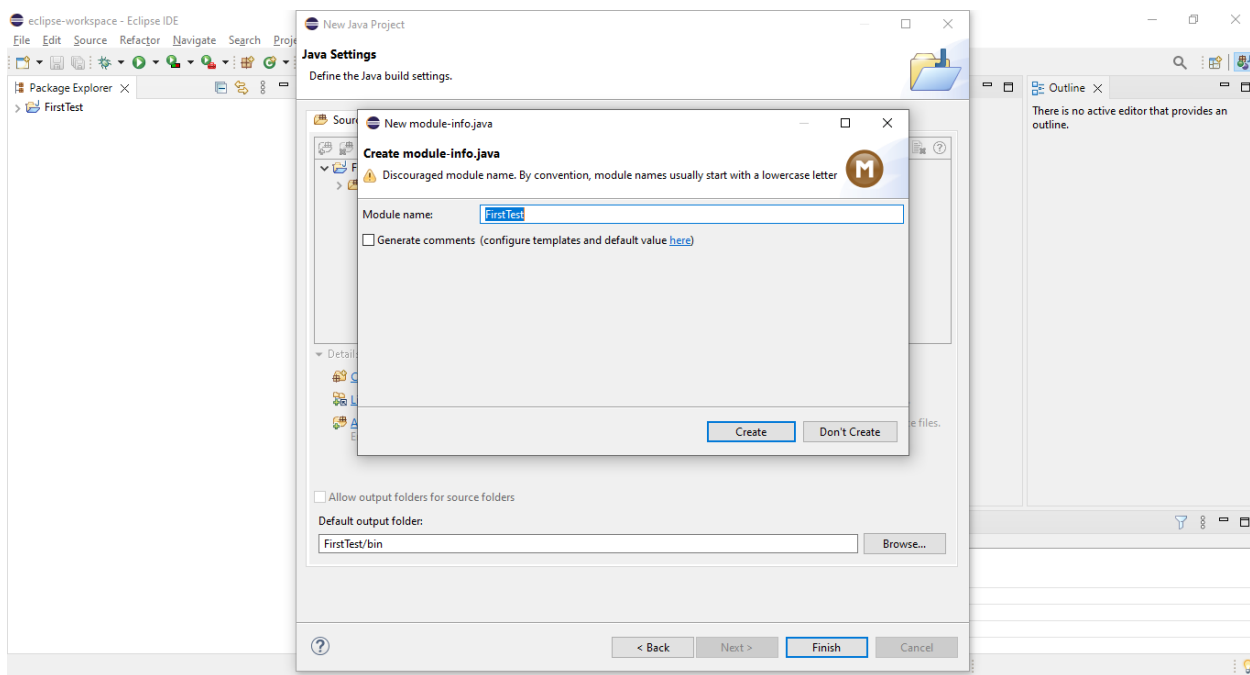 eclipse-workspace - Eclipse IDE
File Edit Source Refactor Navigate Search Proje
Package Explorer
FirstTest
New Java Project
Java Settings
Define the Java build settings.
Sour
F
New module-info.java
Create module-info.java
Discouraged module name. By convention, module names usually start with a lowercase letter
M
Module name: FirstTest
Generate comments (configure templates and default value here)
Create Don't Create
Detail
C
L
A e files.
E
Allow output folders for source folders
Default output folder:
FirstTest/bin Browse...
< Back Next > Finish Cancel
Outline
There is no active editor that provides an
outline.